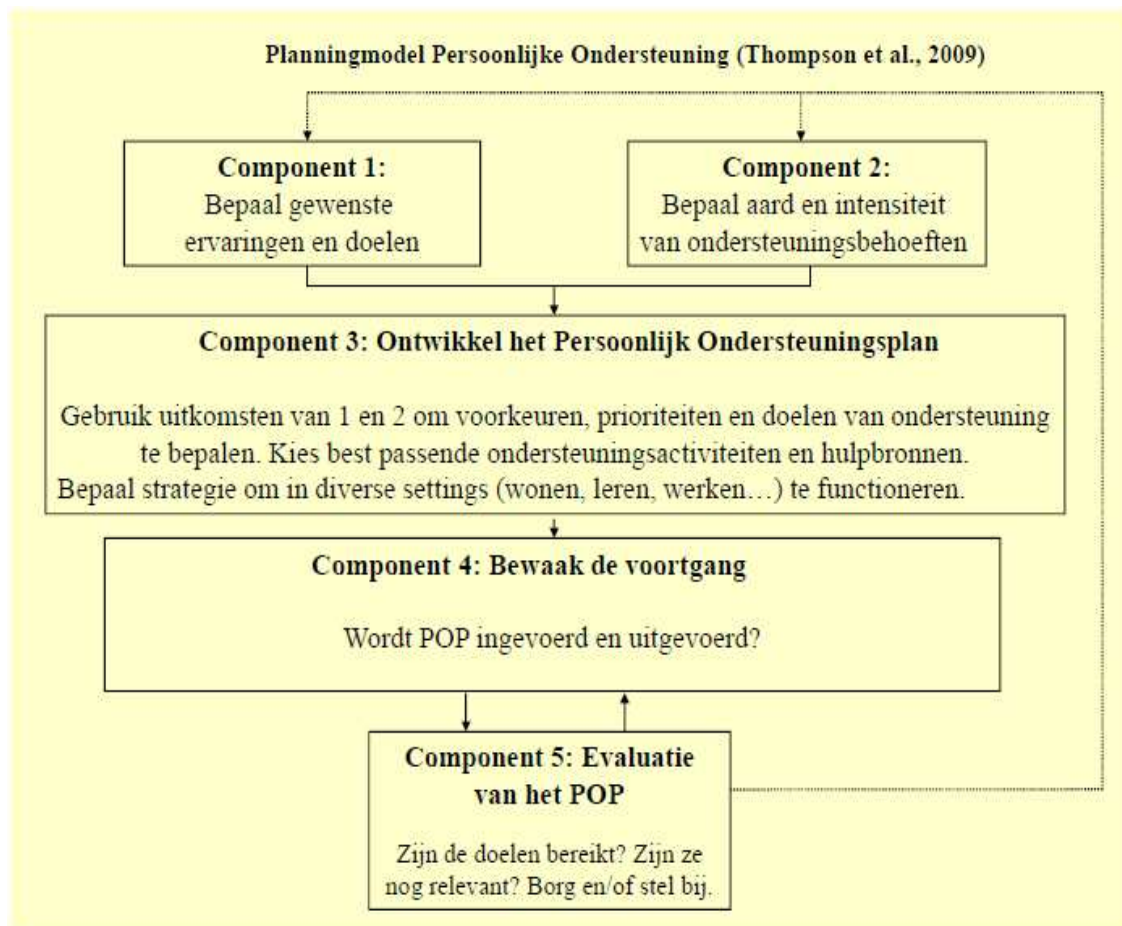 Planningmodel Persoonlijke Ondersteuning (Thompson et al., 2009)
Component 1:
Bepaal gewenste
ervaringen en doelen
Component 2:
Bepaal aard en intensiteit
van ondersteuningsbehoeften
Component 3: Ontwikkel het Persoonlijk Ondersteuningsplan
Gebruik uitkomsten van 1 en 2 om voorkeuren, prioriteiten en doelen van ondersteuning
te bepalen. Kies best passende ondersteuningsactiviteiten en hulpbronnen.
Bepaal strategie om in diverse settings (wonen, leren, werken…) te functioneren.
Component 4: Bewaak de voortgang
Wordt POP ingevoerd en uitgevoerd?
Component 5: Evaluatie
van het POP
Zijn de doelen bereikt? Zijn ze
nog relevant? Borg en/of stel bij.